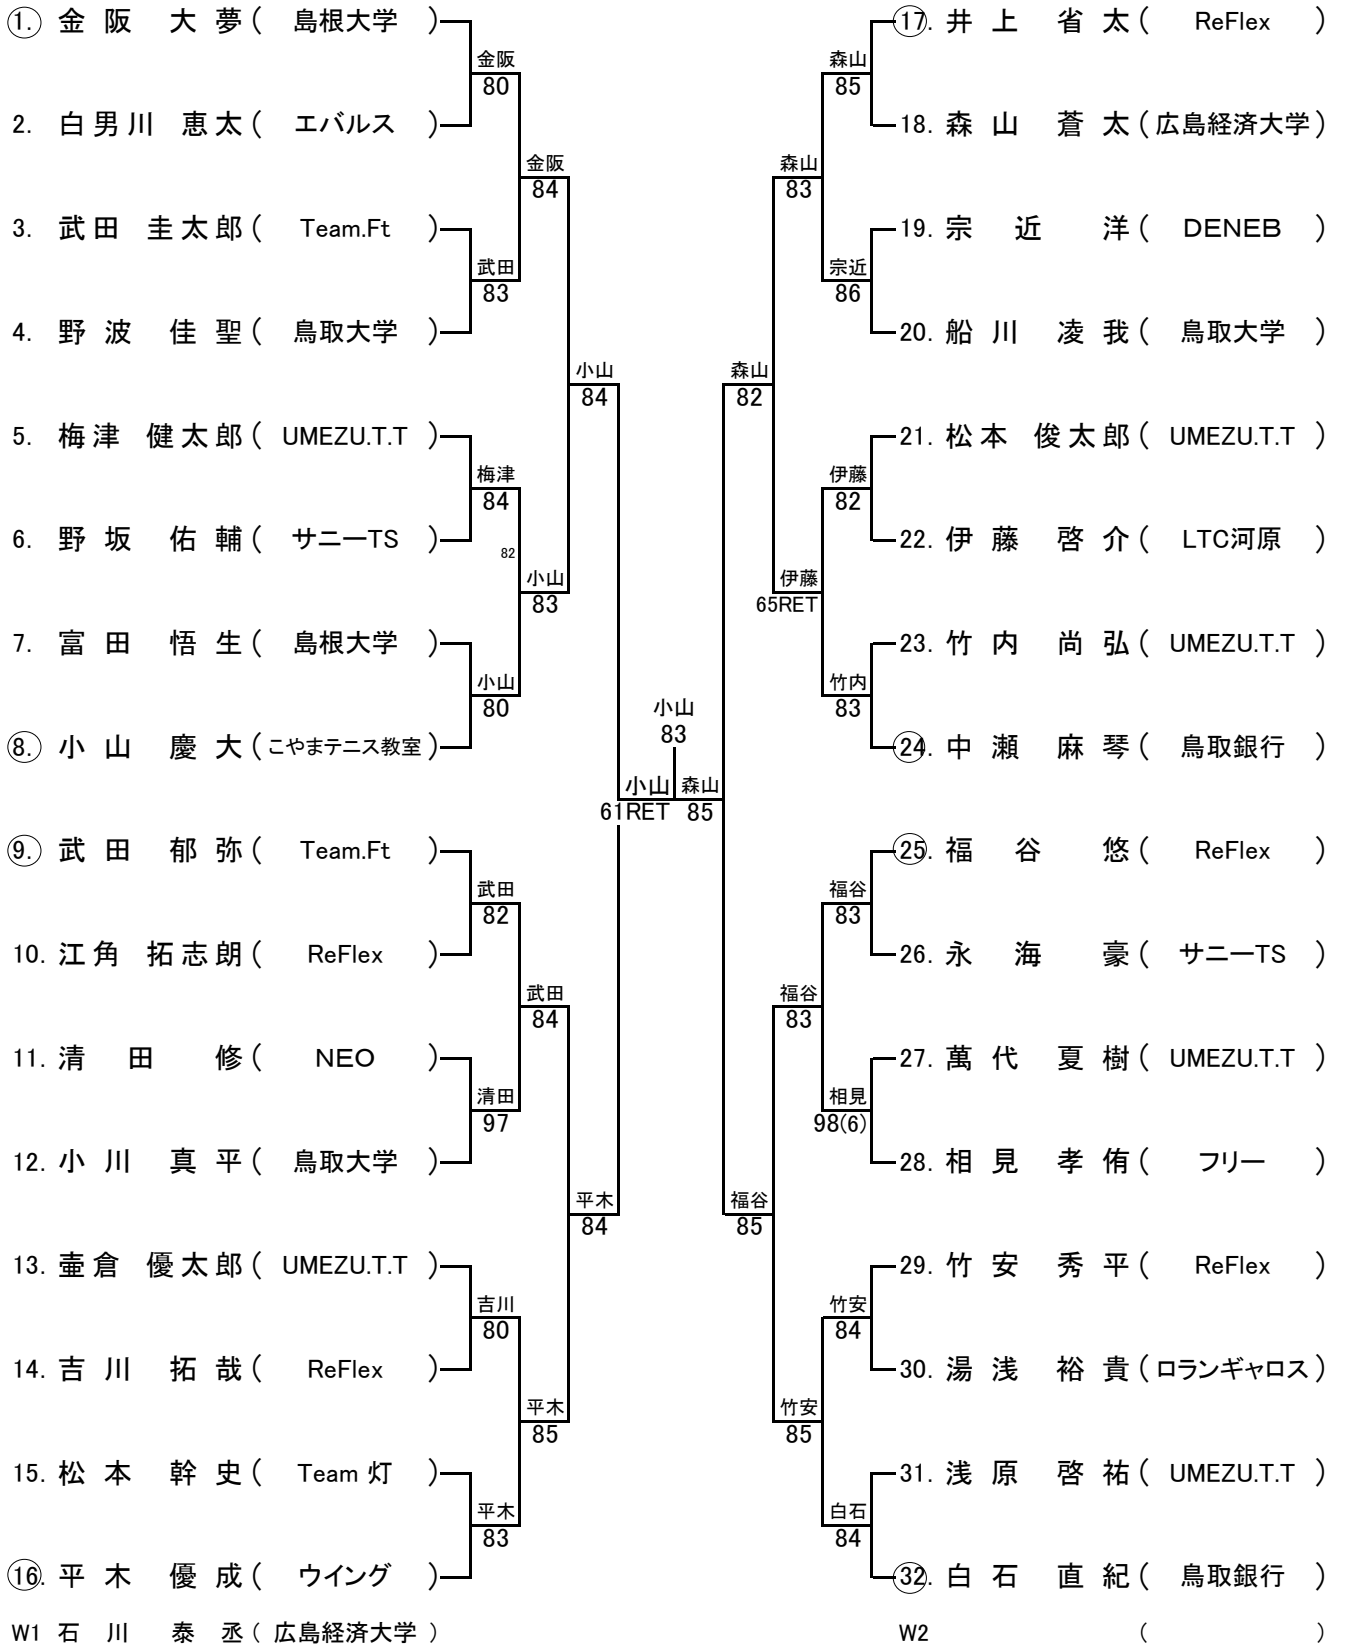 1. 金阪 大夢 ( 島根大学 )
金阪
80
2. 白男川 恵太 ( エバルス )
金阪
84
3. 武田 圭太郎 ( Team.Ft )
武田
83
4. 野波 佳聖 ( 鳥取大学 )
小山
84
5. 梅津 健太郎 ( UMEZU.T.T )
梅津
84
6. 野坂 佑輔 ( サニーTS )
82
小山
83
7. 富田 悟生 ( 島根大学 )
小山
80
8. 小山 慶大 ( こやまテニス教室 )
小山
83
小山 森山
61RET 85
9. 武田 郁弥 ( Team.Ft )
武田
82
10. 江角 拓志朗 ( ReFlex )
武田
84
11. 清田 修 ( NEO )
清田
97
12. 小川 真平 ( 鳥取大学 )
平木
84
13. 壷倉 優太郎 ( UMEZU.T.T )
吉川
80
14. 吉川 拓哉 ( ReFlex )
平木
85
15. 松本 幹史 ( Team 灯 )
平木
83
16. 平木 優成 ( ウイング )
W1 石川 泰丞 ( 広島経済大学 )
17. 井上 省太 ( ReFlex )
森山
85
18. 森山 蒼太 ( 広島経済大学 )
森山
83
19. 宗近 洋 ( DENEB )
宗近
86
20. 船川 凌我 ( 鳥取大学 )
森山
82
21. 松本 俊太郎 ( UMEZU.T.T )
伊藤
82
22. 伊藤 啓介 ( LTC河原 )
伊藤
65RET
23. 竹内 尚弘 ( UMEZU.T.T )
竹内
83
24. 中瀬 麻琴 ( 鳥取銀行 )
25. 福谷 悠 ( ReFlex )
福谷
83
26. 永海 豪 ( サニーTS )
福谷
83
27. 萬代 夏樹 ( UMEZU.T.T )
相見
98(6)
28. 相見 孝侑 ( フリー )
福谷
85
29. 竹安 秀平 ( ReFlex )
竹安
84
30. 湯浅 裕貴 ( ロランギャロス )
竹安
85
31. 浅原 啓祐 ( UMEZU.T.T )
白石
84
32. 白石 直紀 ( 鳥取銀行 )
W2 ( )